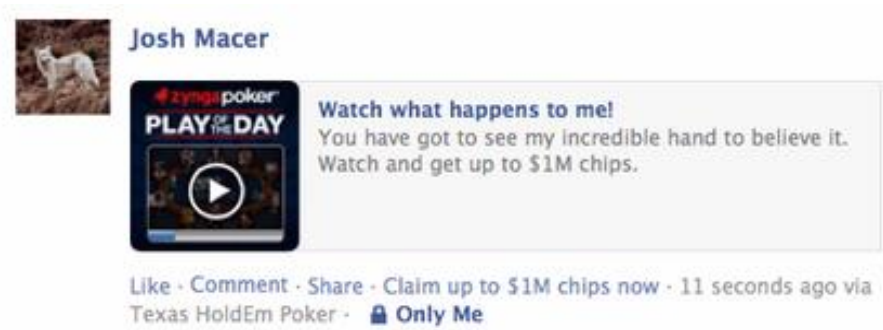 Josh Macer
zyngapoker
PLAY OF THE DAY
Watch what happens to me!
You have got to see my incredible hand to believe it.
Watch and get up to $1M chips.
Like · Comment · Share · Claim up to $1M chips now · 11 seconds ago via
Texas HoldEm Poker · Only Me